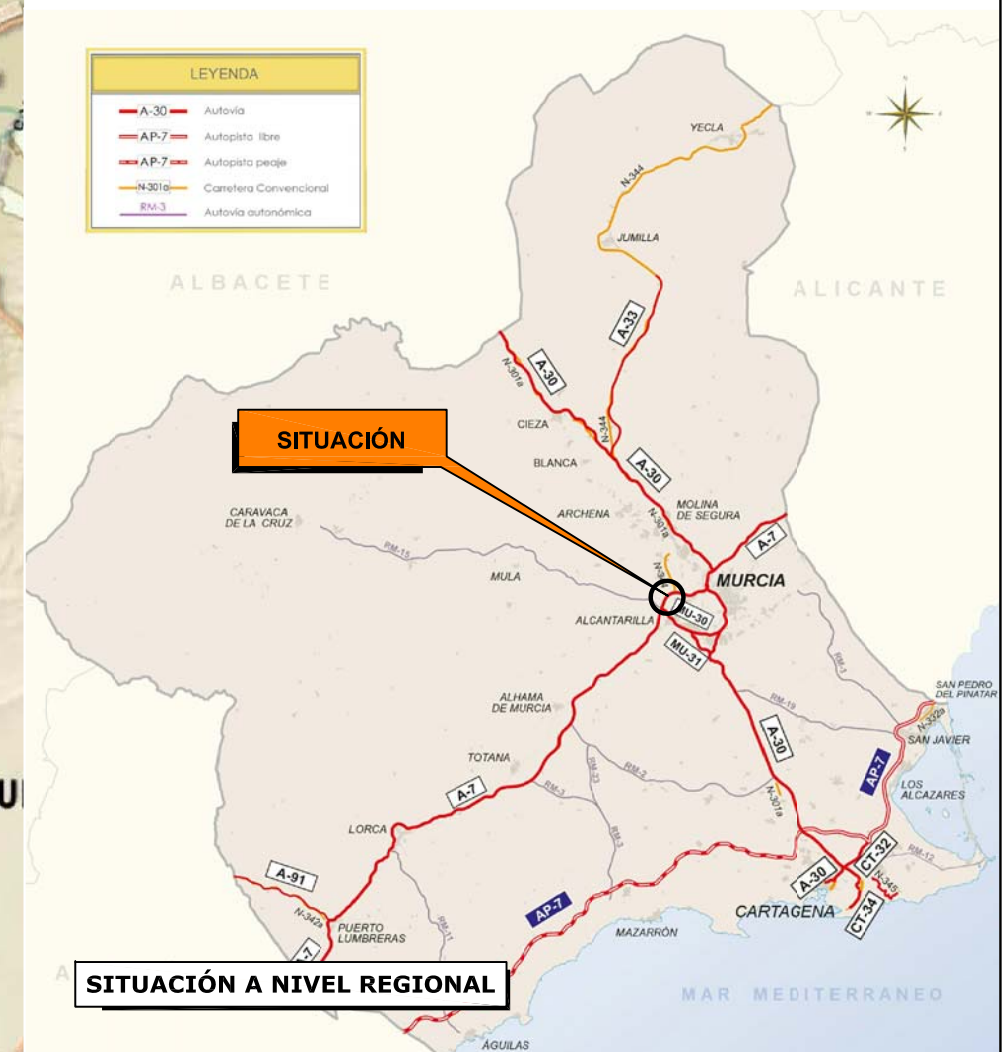 LEYENDA
A-30 Autovía
AP-7 Autopista libre
AP-7 Autopista peaje
N-301a Carretera Convencional
RM-3 Autovía autonómica
YECLA
N-344
JUMILLA
ALBACETE
ALICANTE
A-33
A-30
N-301a
CIEZA
N-344
SITUACIÓN
BLANCA
A-30
CARAVACA
DE LA CRUZ
ARCHENA
N-301a
MOLINA
DE SEGURA
A-7
RM-15
MULA
MURCIA
MU-30
ALCANTARILLA
MU-31
RM-1
SAN PEDRO
DEL PINATAR
ALHAMA
DE MURCIA
RM-19
N-332a
SAN JAVIER
A-30
TOTANA
RM-23
RM-2
AP-7
LOS
ALCAZARES
A-7
RM-3
N-301a
LORCA
RM-3
CT-32
RM-12
A-91
A-30
N-345
N-342a
AP-7
CARTAGENA
CT-34
PUERTO
LUMBRERAS
RM-11
MAZARRÓN
A-7
SITUACIÓN A NIVEL REGIONAL
MAR MEDITERRANEO
ÁGUILAS